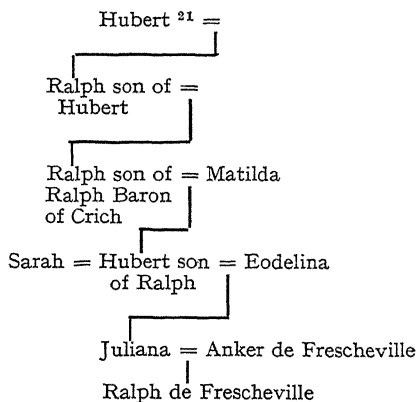 Hubert ²¹ =
Ralph son of =
Hubert
Ralph son of = Matilda
Ralph Baron
of Crich
Sarah = Hubert son = Eodelina
of Ralph
Juliana = Anker de Frescheville
Ralph de Frescheville